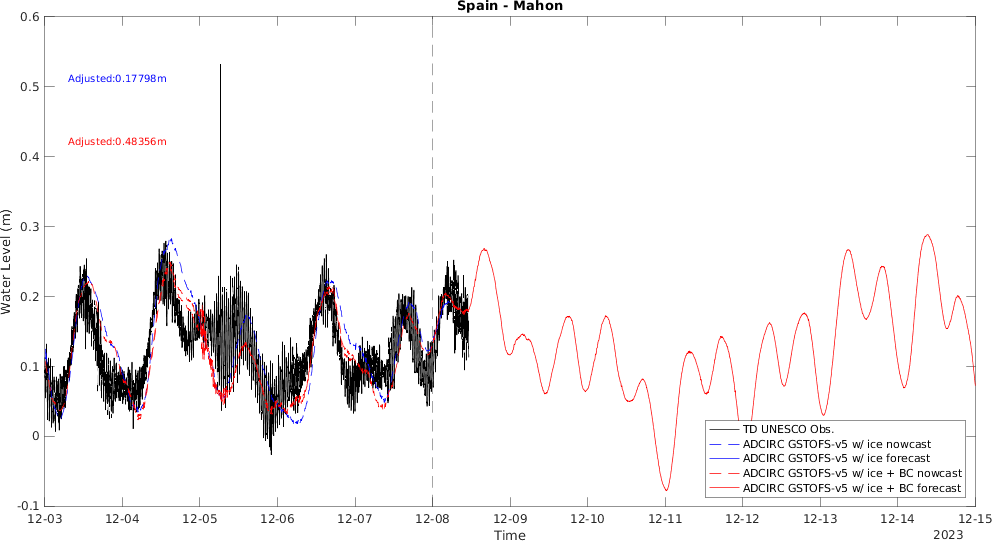 Spain - Mahon
0.6
0.5
0.4
0.3
0.2
0.1
0
-0.1
Water Level (m)
Adjusted:0.17798m
Adjusted:0.48356m
TD UNESCO Obs.
ADCIRC GSTOFS-v5 w/ ice nowcast
ADCIRC GSTOFS-v5 w/ ice forecast
ADCIRC GSTOFS-v5 w/ ice + BC nowcast
ADCIRC GSTOFS-v5 w/ ice + BC forecast
12-03 12-04 12-05 12-06 12-07 12-08 12-09 12-10 12-11 12-12 12-13 12-14 12-15
Time
2023